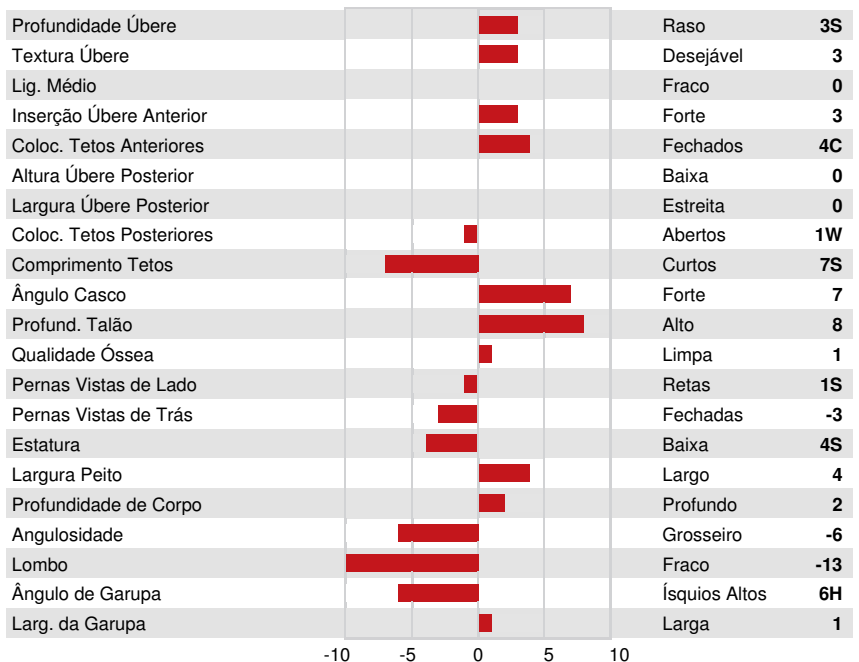 Profundidade Úbere Raso 3S
Textura Úbere Desejável 3
Lig. Médio Fraco 0
Inserção Úbere Anterior Forte 3
Coloc. Tetos Anteriores Fechados 4C
Altura Úbere Posterior Baixa 0
Largura Úbere Posterior Estreita 0
Coloc. Tetos Posteriores Abertos 1W
Comprimento Tetos Curtos 7S
Ângulo Casco Forte 7
Profund. Talão Alto 8
Qualidade Óssea Limpa 1
Pernas Vistas de Lado Retas 1S
Pernas Vistas de Trás Fechadas -3
Estatura Baixa 4S
Largura Peito Largo 4
Profundidade de Corpo Profundo 2
Angulosidade Grosseiro -6
Lombo Fraco -13
Ângulo de Garupa Ísquios Altos 6H
Larg. da Garupa Larga 1
-10 -5 0 5 10